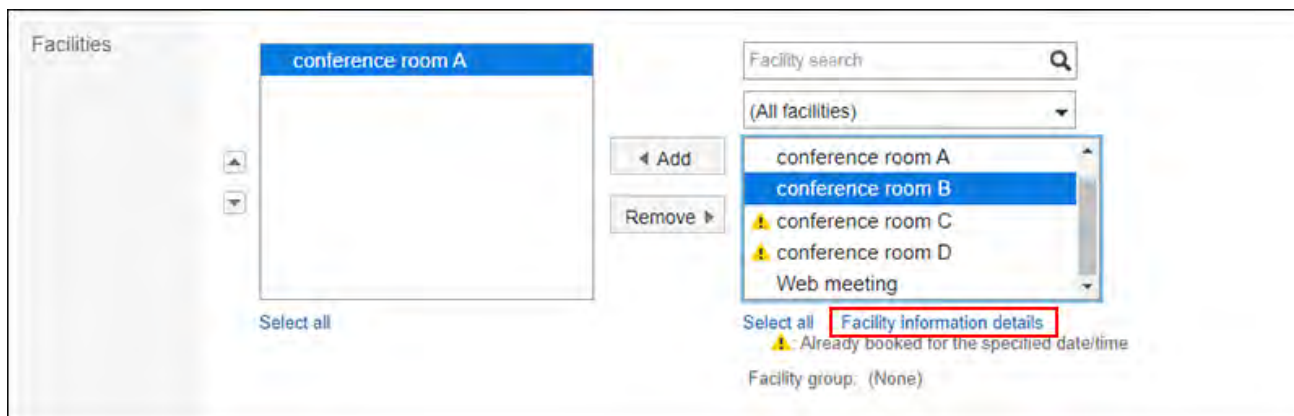 Facilities
conference room A
Add
Remove
Select all
Facility search
(All facilities)
conference room A
conference room B
conference room C
conference room D
Web meeting
Select all Facility information details
: Already booked for the specified date/time
Facility group: (None)